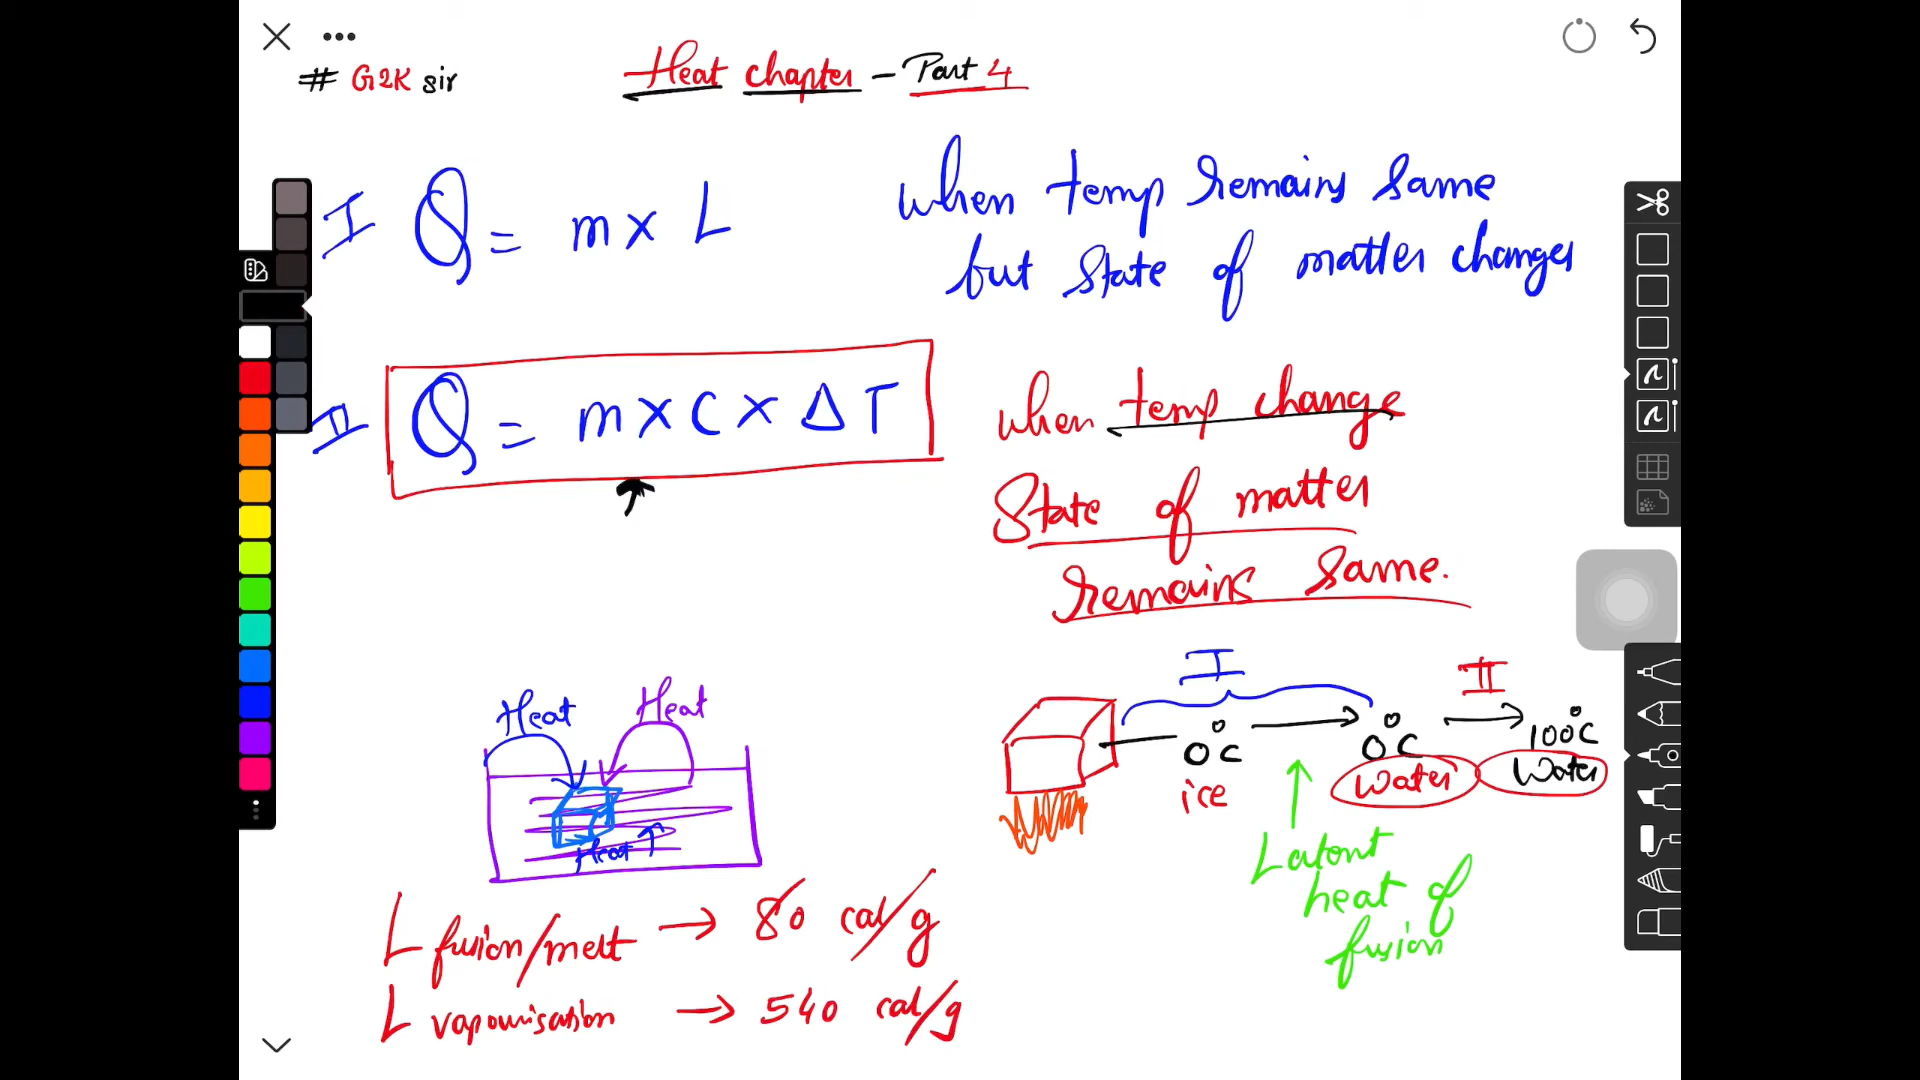 # G2K sir
Heat chapter - Part 4
I Q = m x L
when temp remains same
but state of matter changes
II Q = m x C x Δ T
when temp change
State of matter
remains same.
Heat Heat
Heat ↑
I II
0°C → 0°C → 100°C
ice Water Water
Latent
heat of
fusion
L fusion/melt → 80 cal/g
L vapourisation → 540 cal/g